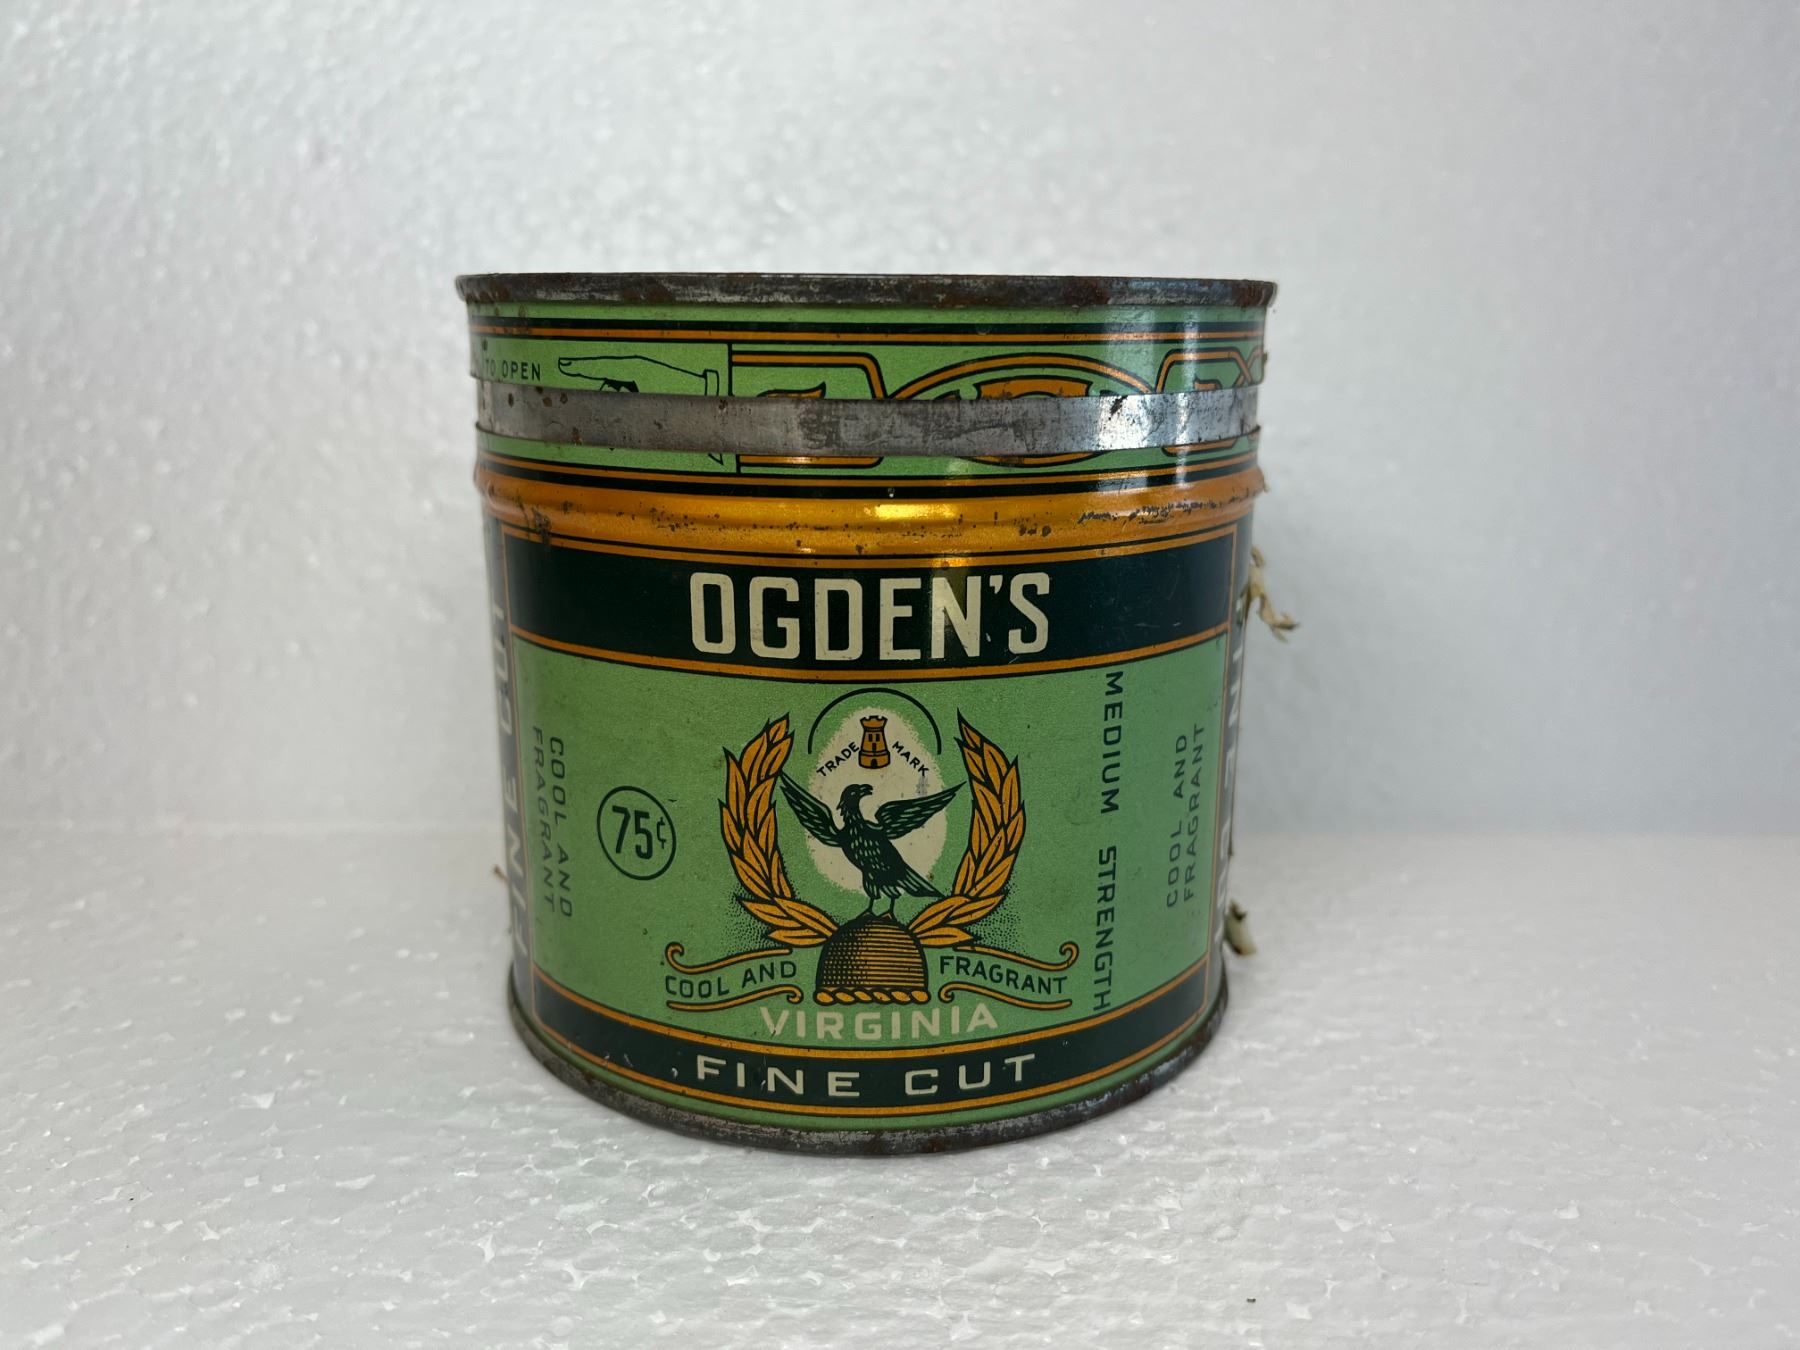 TO OPEN
OGDEN'S
TRADE MARK
75¢
MEDIUM STRENGTH
COOL AND
FRAGRANT
COOL AND
FRAGRANT
COOL AND FRAGRANT
VIRGINIA
FINE CUT
FINE CUT